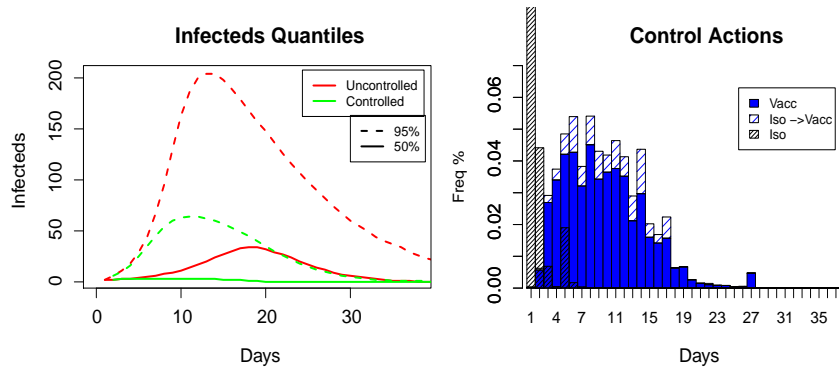 Infecteds Quantiles
Infecteds
0
50
100
150
200
0
10
20
30
Days
Uncontrolled
Controlled
95%
50%
Control Actions
Freq %
0.00
0.02
0.04
0.06
1
4
7
11
15
19
23
27
31
35
Days
Vacc
Iso ->Vacc
Iso